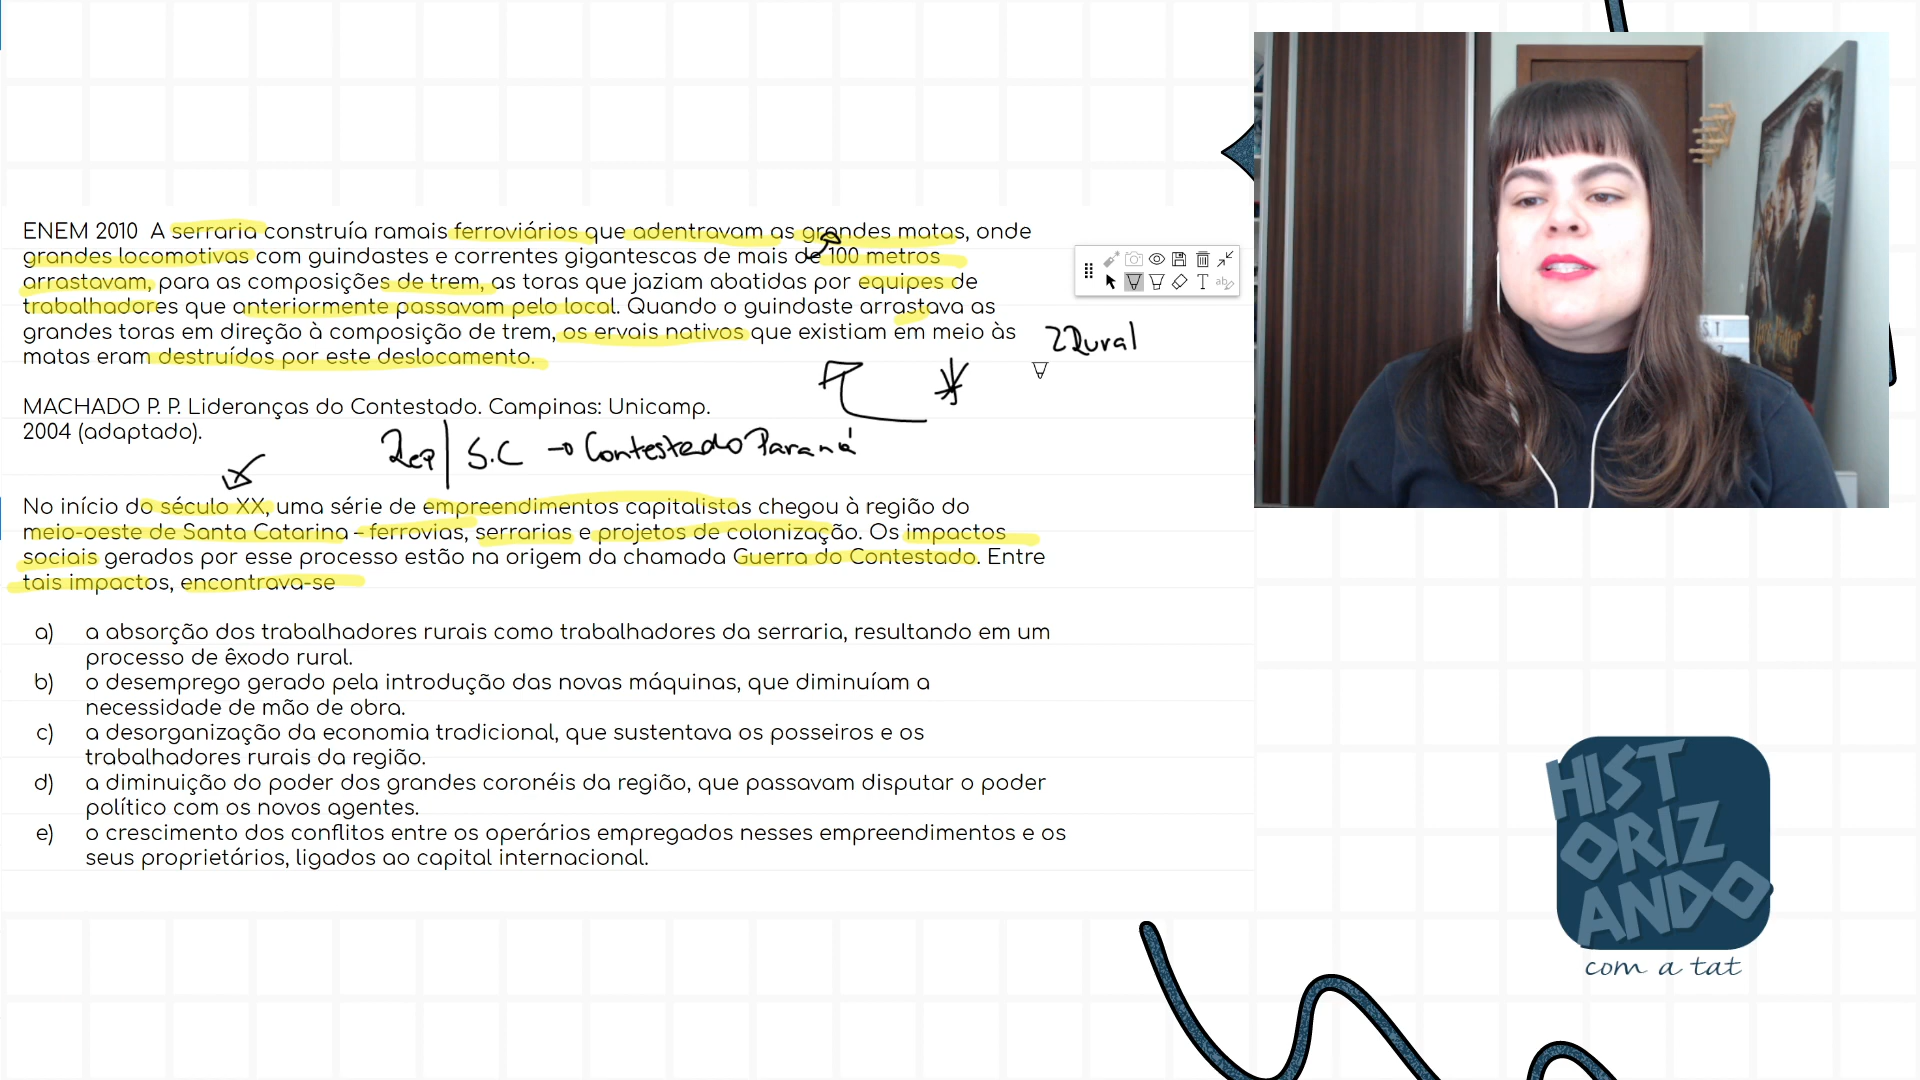 ENEM 2010 A serraria construía ramais ferroviários que adentravam as grandes matas, onde
grandes locomotivas com guindastes e correntes gigantescas de mais de 100 metros
arrastavam, para as composições de trem, as toras que jaziam abatidas por equipes de
trabalhadores que anteriormente passavam pelo local. Quando o guindaste arrastava as
grandes toras em direção à composição de trem, os ervais nativos que existiam em meio às
matas eram destruídos por este deslocamento.
Rural
MACHADO P. P. Lideranças do Contestado. Campinas: Unicamp.
2004 (adaptado).
Rep S.C → Contestado Paraná
No início do século XX, uma série de empreendimentos capitalistas chegou à região do
meio-oeste de Santa Catarina – ferrovias, serrarias e projetos de colonização. Os impactos
sociais gerados por esse processo estão na origem da chamada Guerra do Contestado. Entre
tais impactos, encontrava-se
a) a absorção dos trabalhadores rurais como trabalhadores da serraria, resultando em um
processo de êxodo rural.
b) o desemprego gerado pela introdução das novas máquinas, que diminuíam a
necessidade de mão de obra.
c) a desorganização da economia tradicional, que sustentava os posseiros e os
trabalhadores rurais da região.
d) a diminuição do poder dos grandes coronéis da região, que passavam disputar o poder
político com os novos agentes.
e) o crescimento dos conflitos entre os operários empregados nesses empreendimentos e os
seus proprietários, ligados ao capital internacional.
HIST
ORIZ
ANDO
com a tat